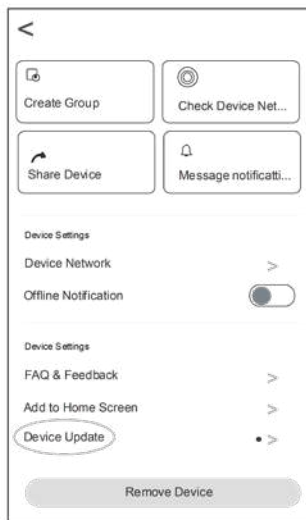 <
Create Group
Check Device Net...
Share Device
Message notificatti...
Device Settings
Device Network >
Offline Notification
Device Settings
FAQ & Feedback >
Add to Home Screen >
Device Update • >
Remove Device